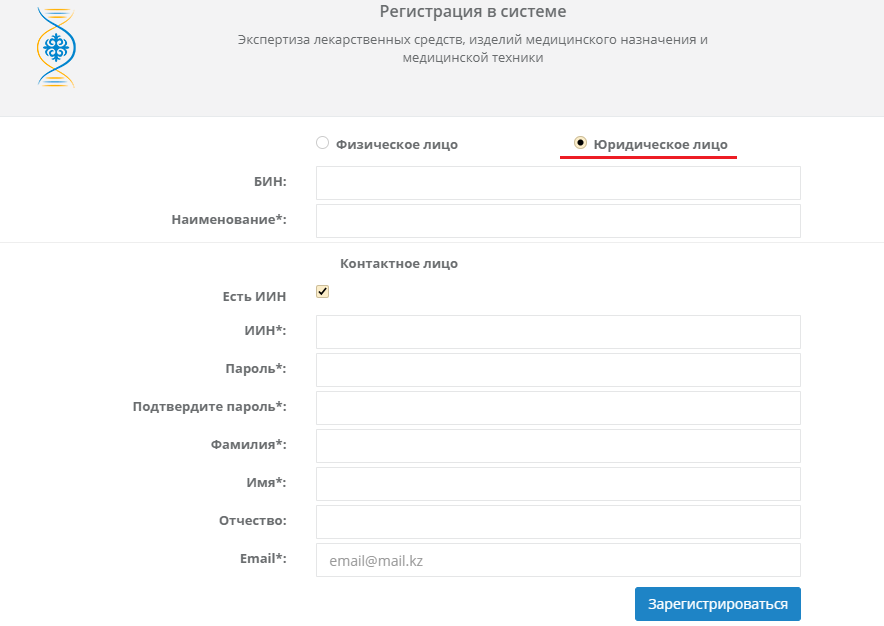 Регистрация в системе
Экспертиза лекарственных средств, изделий медицинского назначения и
медицинской техники
Физическое лицо Юридическое лицо
БИН:
Наименование*:
Контактное лицо
Есть ИИН
ИИН*:
Пароль*:
Подтвердите пароль*:
Фамилия*:
Имя*:
Отчество:
Email*: email@mail.kz
Зарегистрироваться